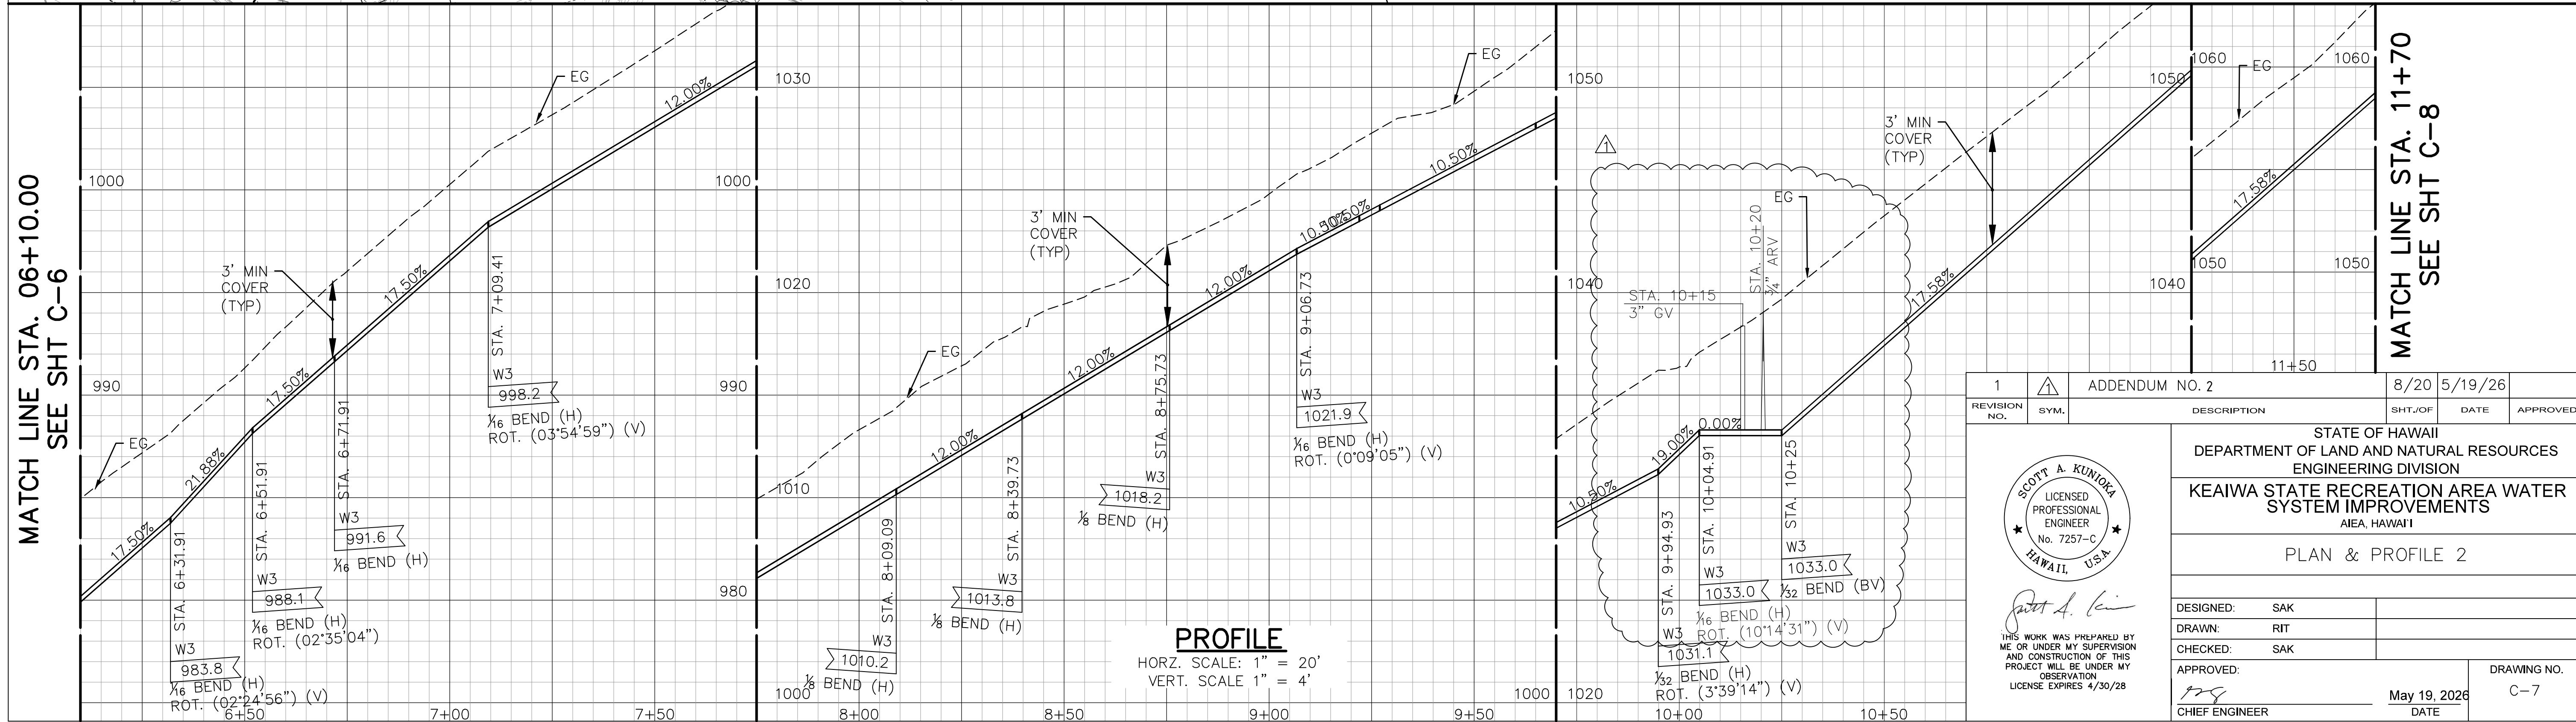 MATCH LINE STA. 06+10.00
SEE SHT C-6
1000
1000
990
990
980
EG
EG
3' MIN
COVER
(TYP)
17.50%
21.88%
17.50%
17.50%
12.00%
STA. 6+31.91
W3
983.8
1/16 BEND (H)
ROT. (02°24'56") (V)
STA. 6+51.91
W3
988.1
1/16 BEND (H)
ROT. (02°35'04")
STA. 6+71.91
W3
991.6
1/16 BEND (H)
STA. 7+09.41
W3
998.2
1/16 BEND (H)
ROT. (03°54'59") (V)
6+50
7+00
7+50
1030
1020
1010
1000
1000
EG
EG
3' MIN
COVER
(TYP)
12.00%
12.00%
12.00%
10.50%
10.50%
10.50%
STA. 8+09.09
W3
1010.2
1/8 BEND (H)
STA. 8+39.73
W3
1013.8
1/8 BEND (H)
STA. 8+75.73
W3
1018.2
1/8 BEND (H)
STA. 9+06.73
W3
1021.9
1/16 BEND (H)
ROT. (0°09'05") (V)
8+00
8+50
9+00
9+50
PROFILE
HORZ. SCALE: 1" = 20'
VERT. SCALE 1" = 4'
1050
1050
1040
1040
1020
1
EG
3' MIN
COVER
(TYP)
STA. 10+15
3" GV
STA. 10+20
3/4" ARV
10.50%
19.00%
0.00%
17.58%
STA. 9+94.93
W3
1031.1
1/32 BEND (H)
ROT. (3°39'14") (V)
STA. 10+04.91
W3
1033.0
1/16 BEND (H)
ROT. (10°14'31") (V)
STA. 10+25
W3
1033.0
1/32 BEND (BV)
10+00
10+50
1060
1060
1050
1050
EG
17.58%
11+50
MATCH LINE STA. 11+70
SEE SHT C-8
1 1 ADDENDUM NO. 2 8/20 5/19/26
REVISION NO. SYM. DESCRIPTION SHT./OF DATE APPROVED
STATE OF HAWAII
DEPARTMENT OF LAND AND NATURAL RESOURCES
ENGINEERING DIVISION
KEAIWA STATE RECREATION AREA WATER
SYSTEM IMPROVEMENTS
AIEA, HAWAI'I
PLAN & PROFILE 2
SCOTT A. KUNIOKA
LICENSED
PROFESSIONAL
ENGINEER
No. 7257-C
HAWAII, U.S.A.
THIS WORK WAS PREPARED BY
ME OR UNDER MY SUPERVISION
AND CONSTRUCTION OF THIS
PROJECT WILL BE UNDER MY
OBSERVATION
LICENSE EXPIRES 4/30/28
DESIGNED: SAK
DRAWN: RIT
CHECKED: SAK
APPROVED:
May 19, 2026
CHIEF ENGINEER DATE
DRAWING NO.
C-7